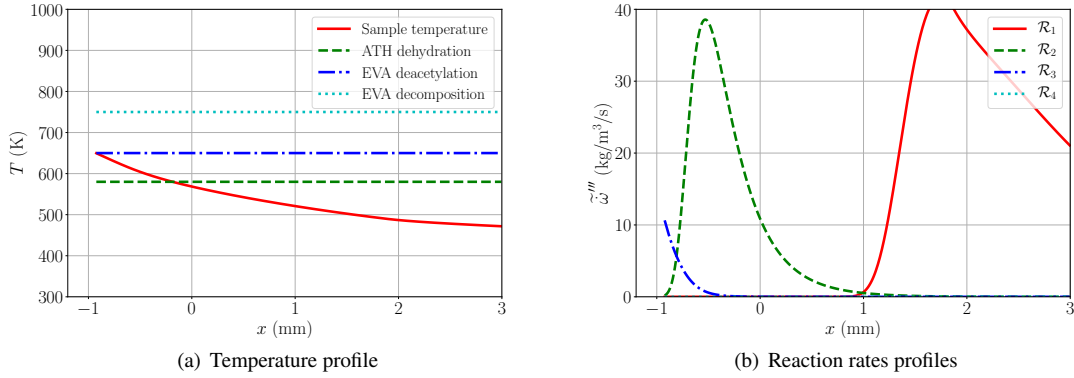 1000
900
800
700
600
500
400
300
T (K)
−1
0
1
2
3
x (mm)
Sample temperature
ATH dehydration
EVA deacetylation
EVA decomposition
(a) Temperature profile
40
30
20
10
0
\widetilde{\dot{ω}}''' (kg/m³/s)
−1
0
1
2
3
x (mm)
ℛ₁
ℛ₂
ℛ₃
ℛ₄
(b) Reaction rates profiles